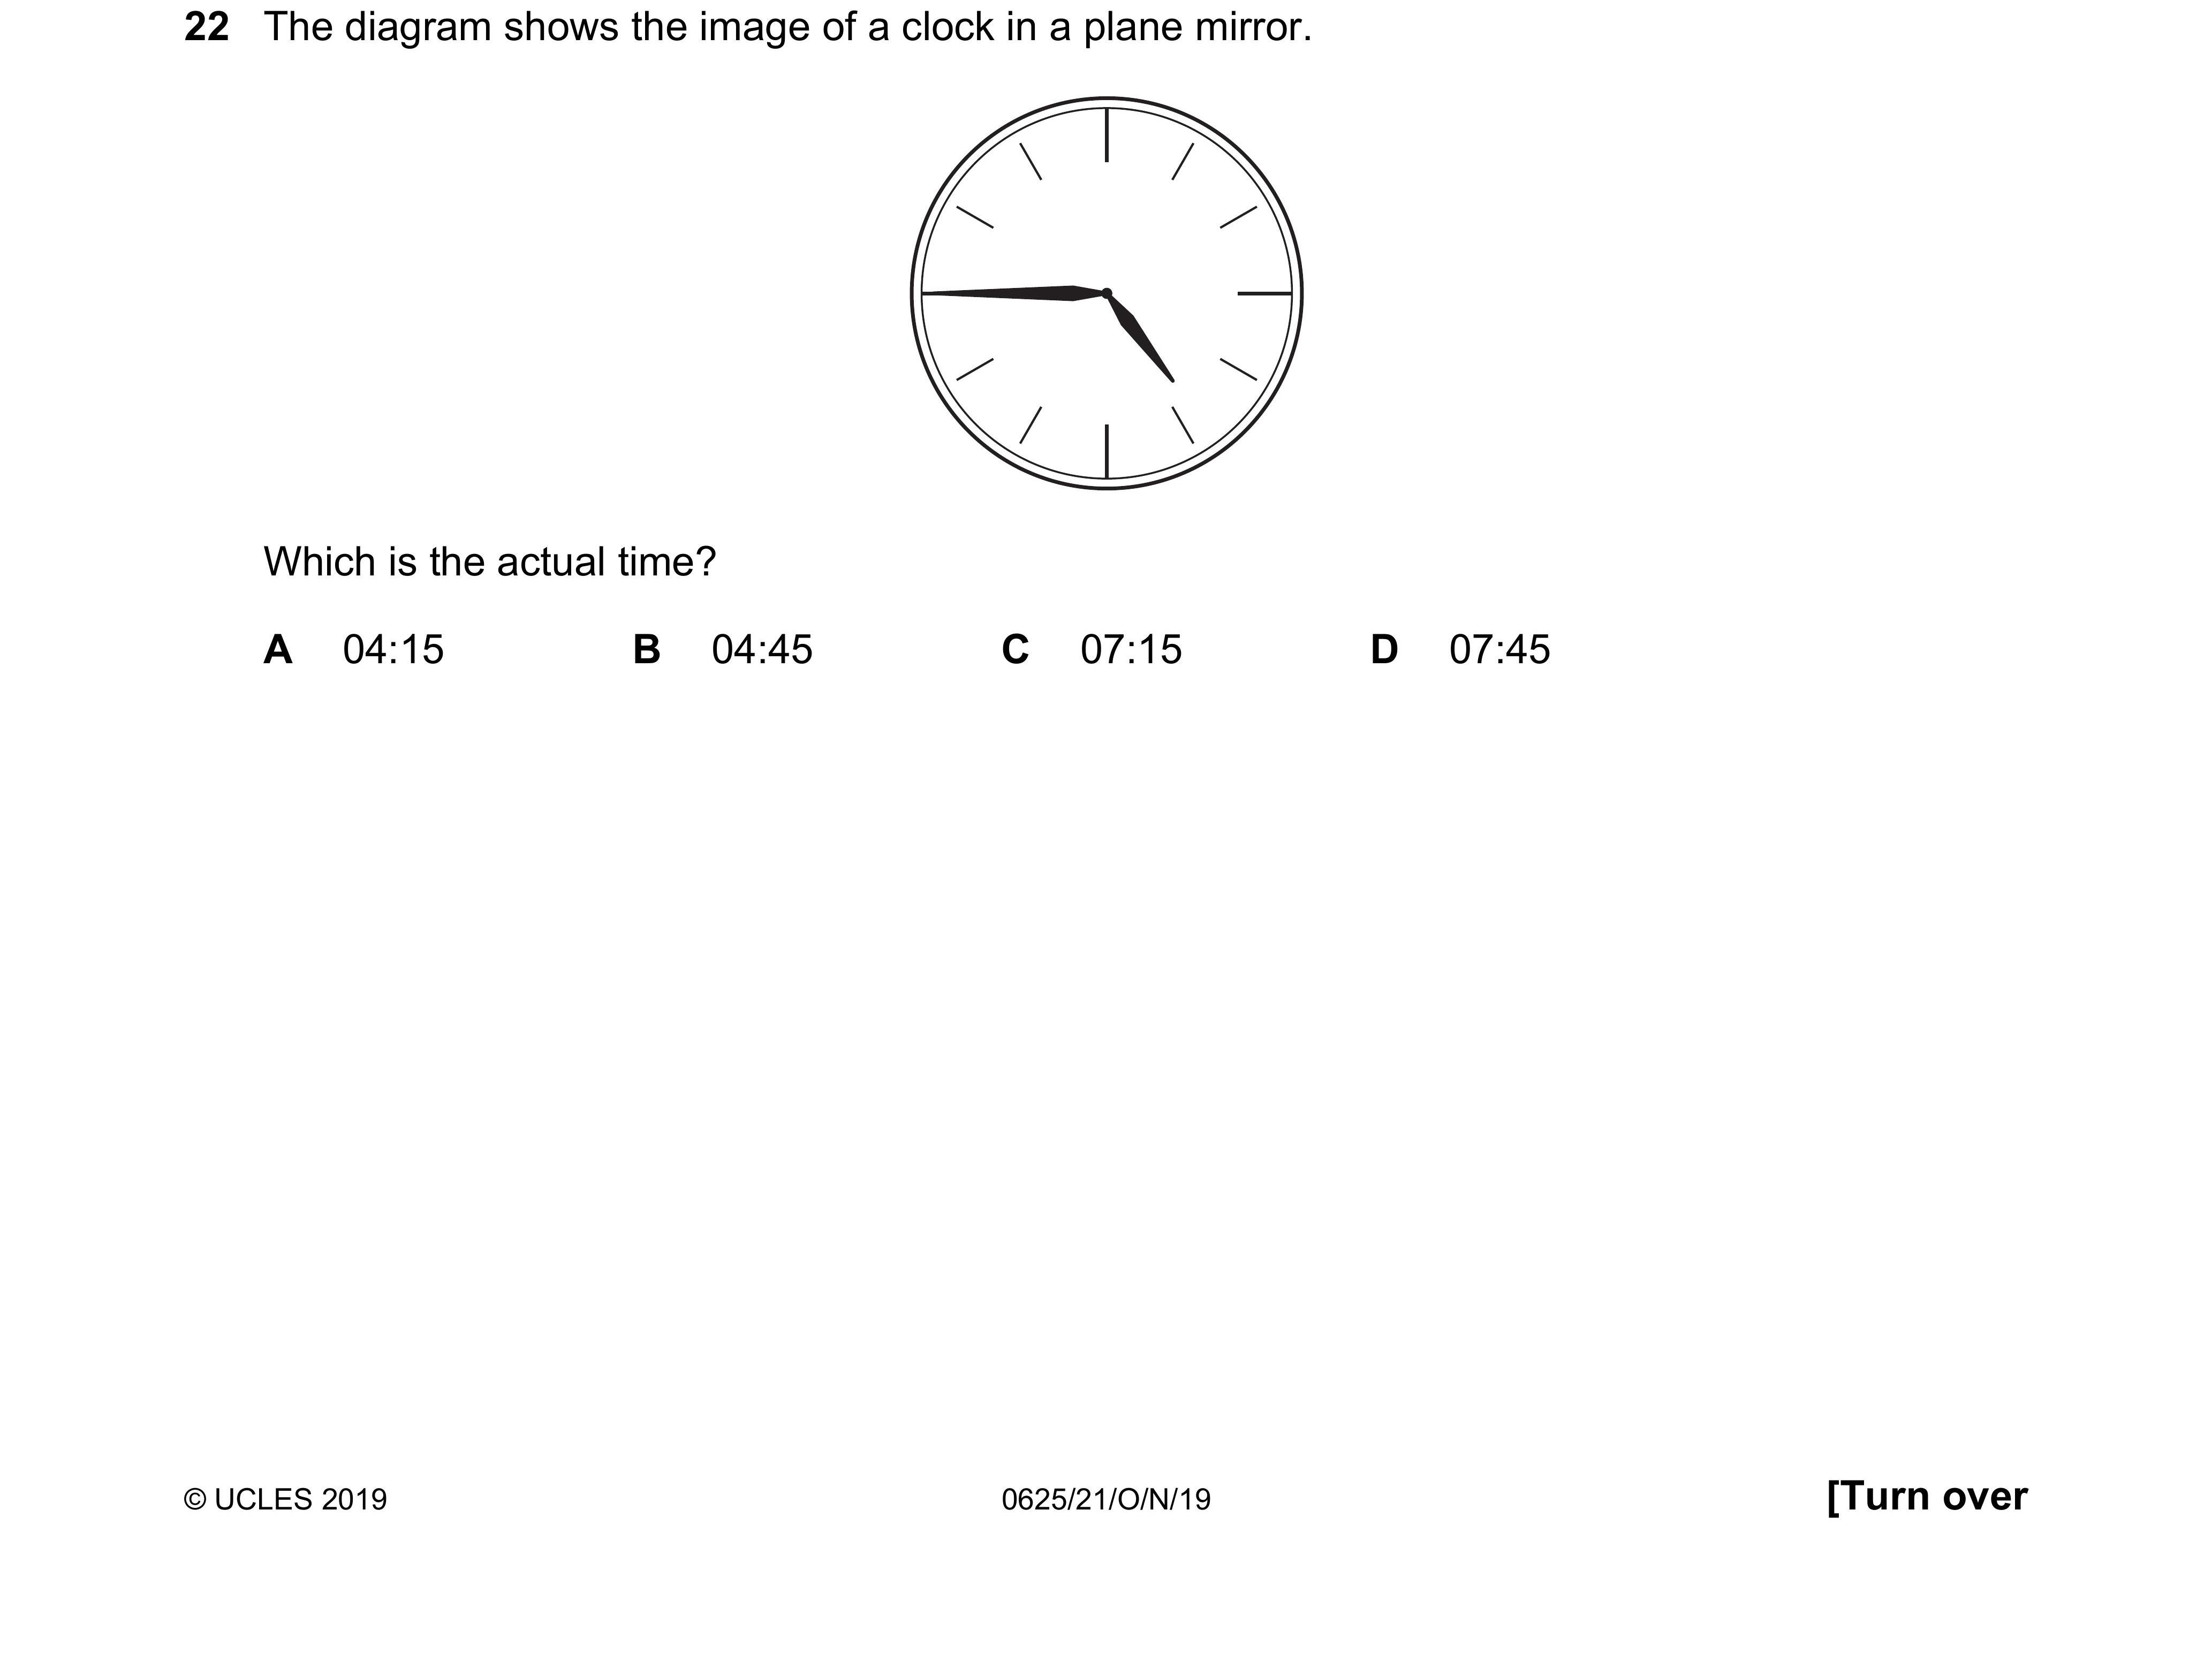 22 The diagram shows the image of a clock in a plane mirror.
Which is the actual time?
A 04:15 B 04:45 C 07:15 D 07:45
© UCLES 2019 0625/21/O/N/19 [Turn over